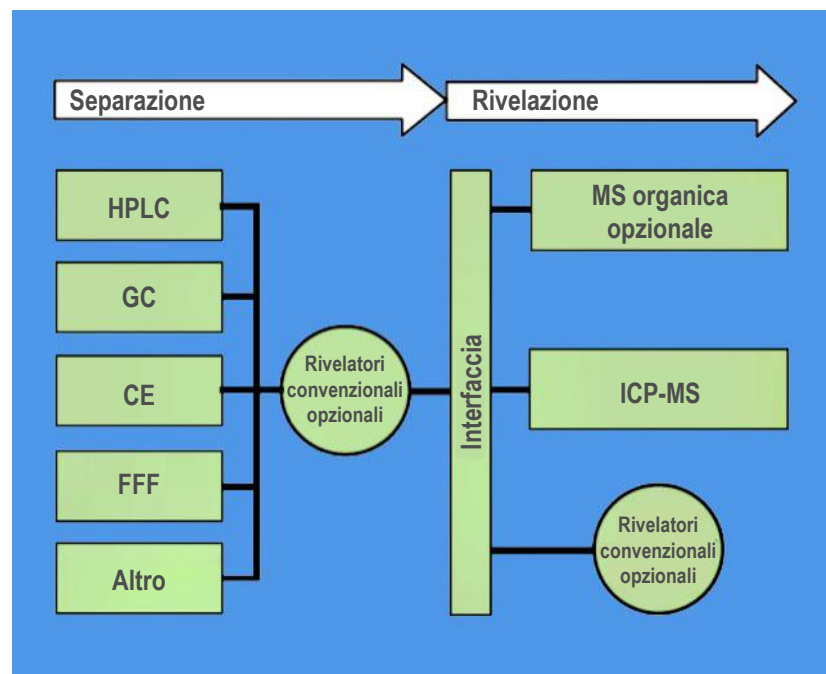 Separazione
Rivelazione
HPLC
GC
CE
FFF
Altro
Rivelatori
convenzionali
opzionali
Interfaccia
MS organica
opzionale
ICP-MS
Rivelatori
convenzionali
opzionali